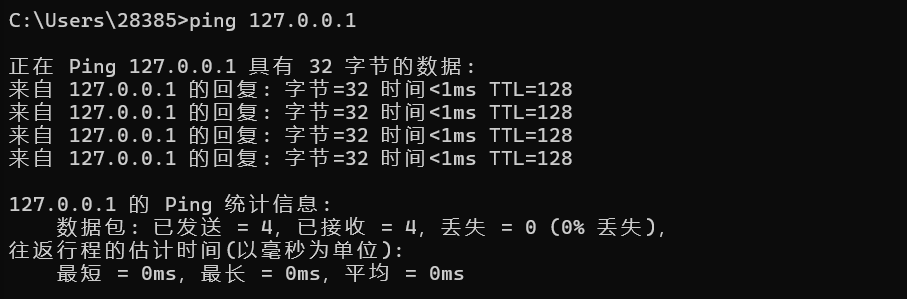 C:\Users\28385>ping 127.0.0.1
正在 Ping 127.0.0.1 具有 32 字节的数据:
来自 127.0.0.1 的回复: 字节=32 时间<1ms TTL=128
来自 127.0.0.1 的回复: 字节=32 时间<1ms TTL=128
来自 127.0.0.1 的回复: 字节=32 时间<1ms TTL=128
来自 127.0.0.1 的回复: 字节=32 时间<1ms TTL=128
127.0.0.1 的 Ping 统计信息:
    数据包: 已发送 = 4, 已接收 = 4, 丢失 = 0 (0% 丢失),
往返行程的估计时间(以毫秒为单位):
    最短 = 0ms, 最长 = 0ms, 平均 = 0ms